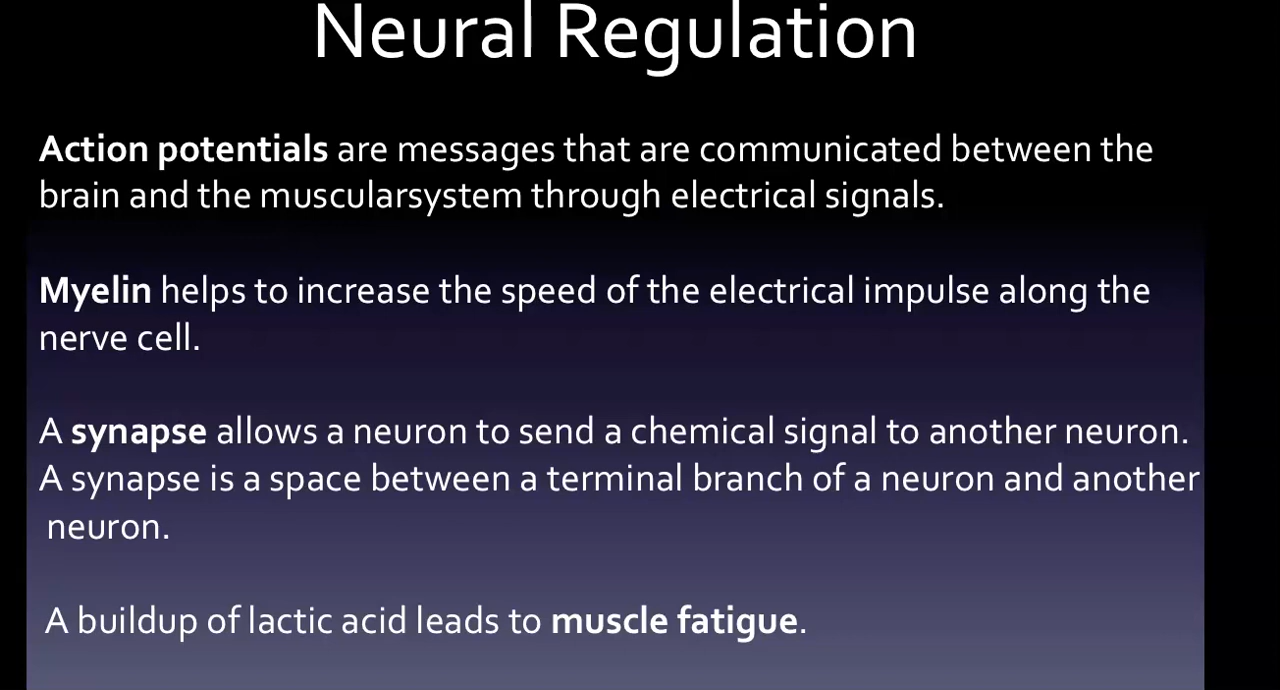 Neural Regulation
Action potentials are messages that are communicated between the
brain and the muscularsystem through electrical signals.
Myelin helps to increase the speed of the electrical impulse along the
nerve cell.
A synapse allows a neuron to send a chemical signal to another neuron.
A synapse is a space between a terminal branch of a neuron and another
neuron.
A buildup of lactic acid leads to muscle fatigue.